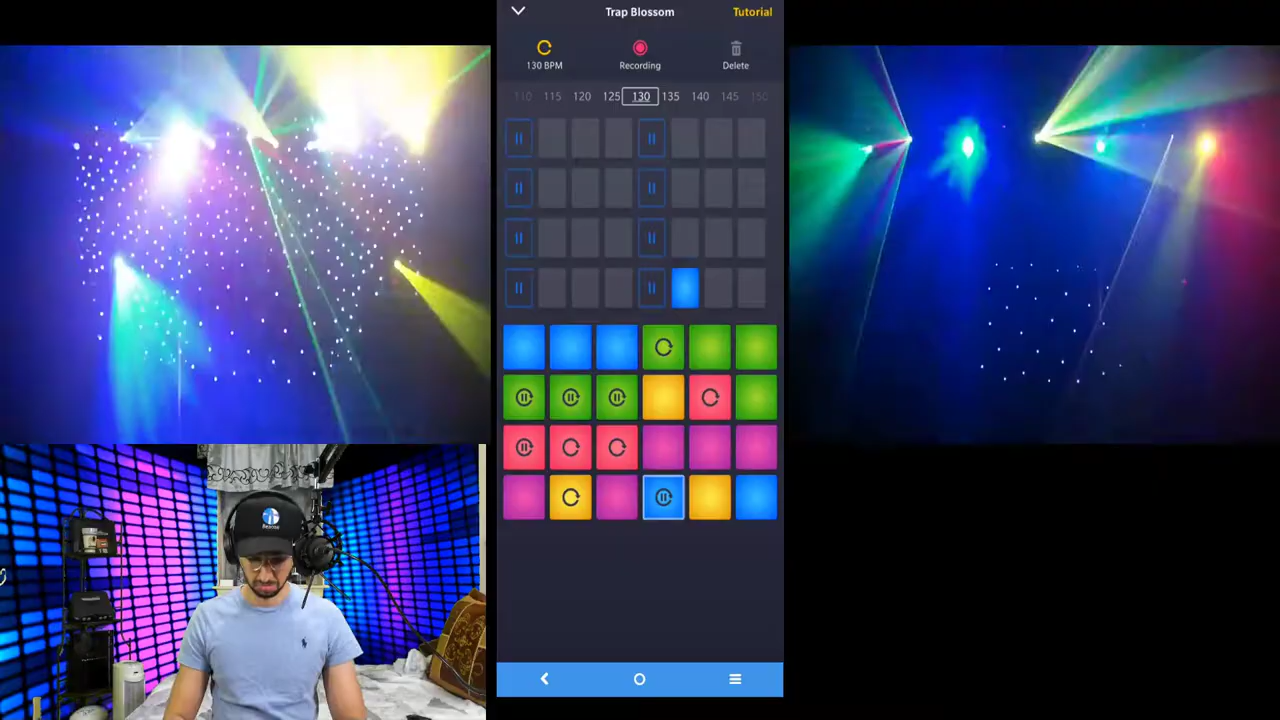 Trap Blossom
Tutorial
130 BPM
Recording
Delete
110 115 120 125 130 135 140 145 150